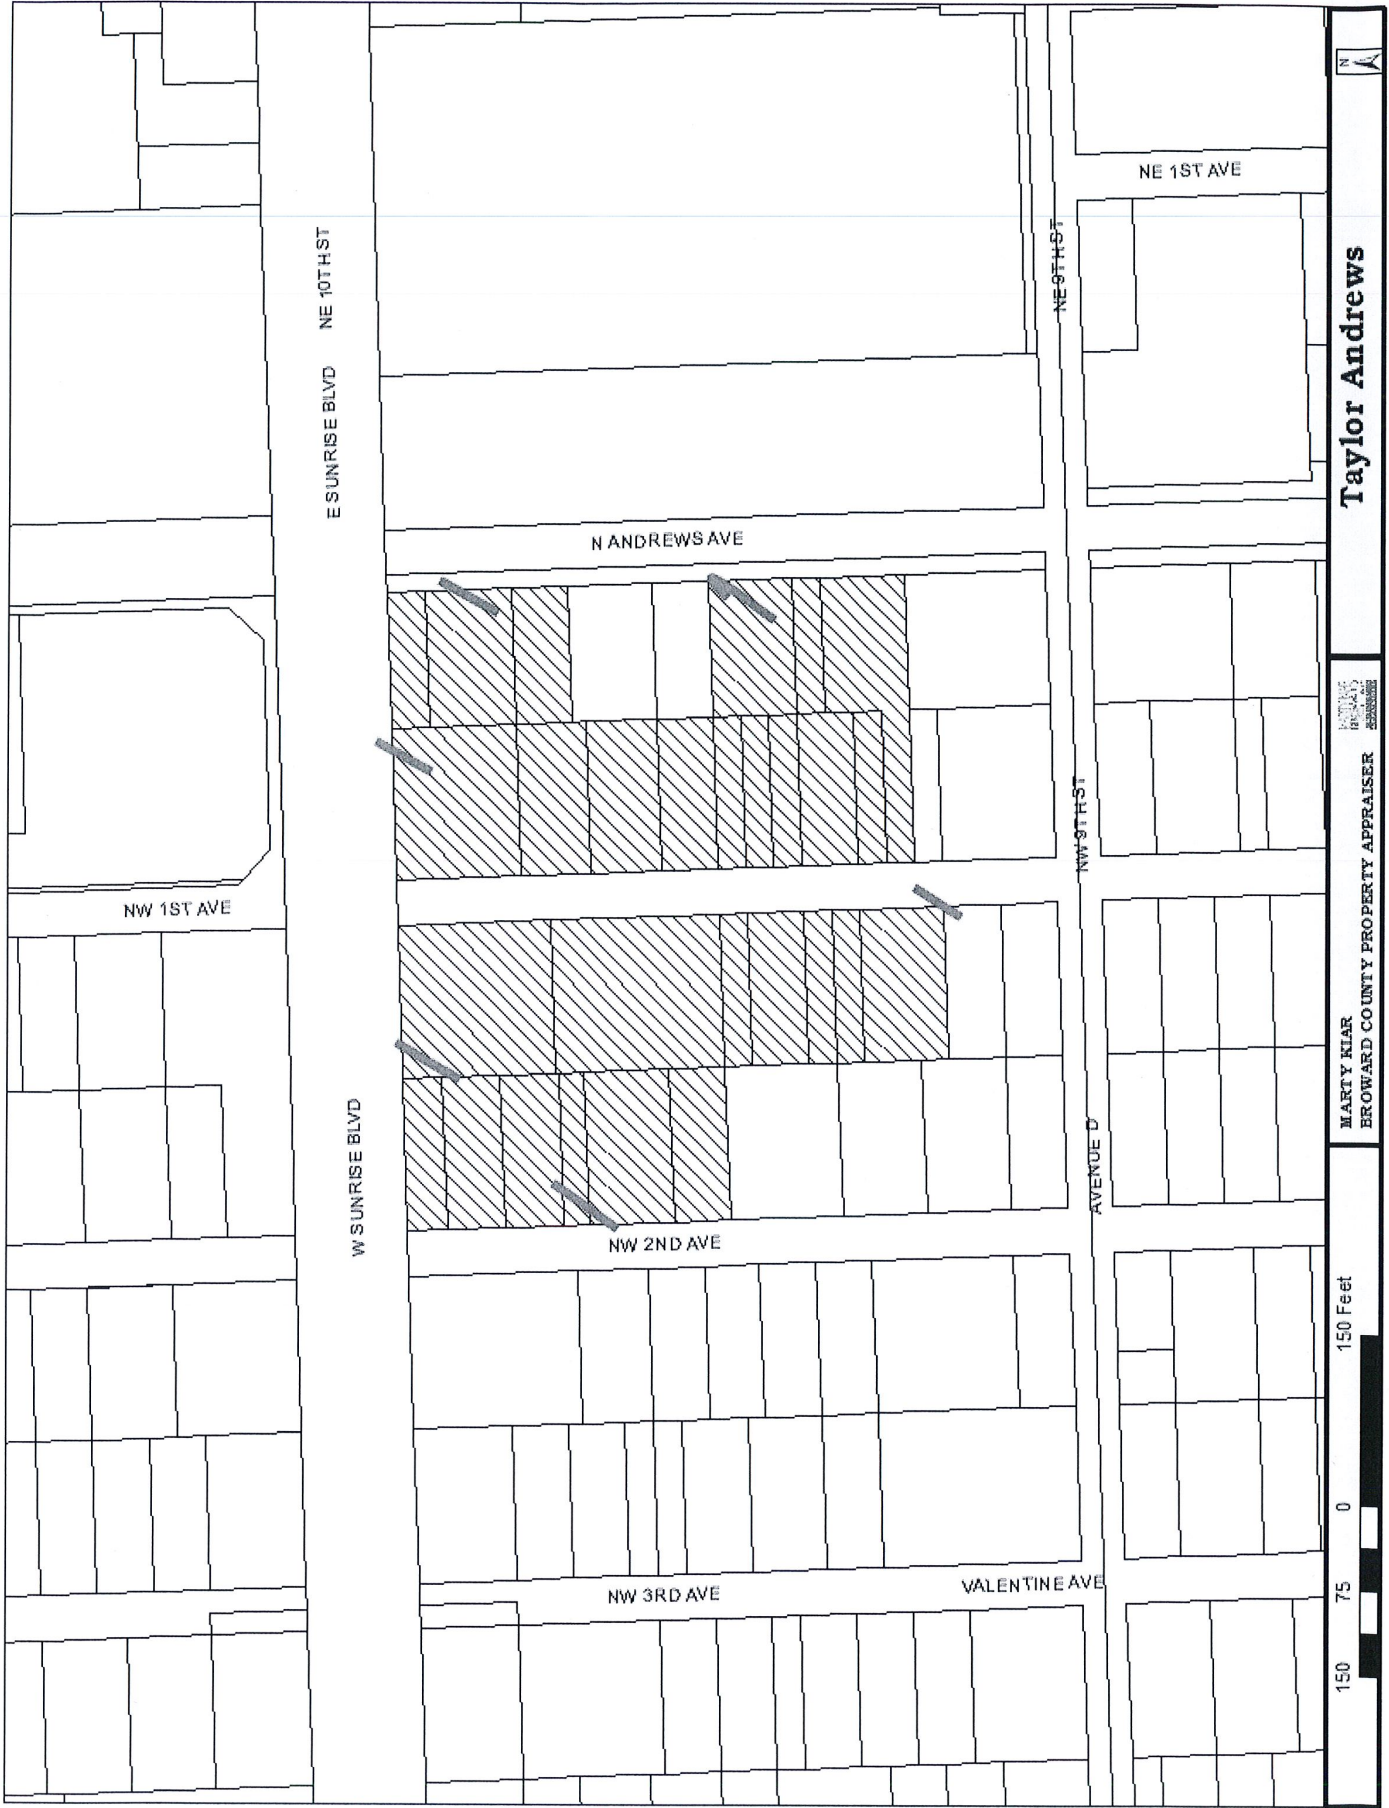 NE 1ST AVE
NE 10TH ST
NE 9TH ST
E SUNRISE BLVD
N ANDREWS AVE
NW 9TH ST
NW 1ST AVE
W SUNRISE BLVD
AVENUE D
NW 2ND AVE
NW 3RD AVE
VALENTINE AVE
150
75
0
150 Feet
MARTY KIAR
BROWARD COUNTY PROPERTY APPRAISER
Taylor Andrews
N